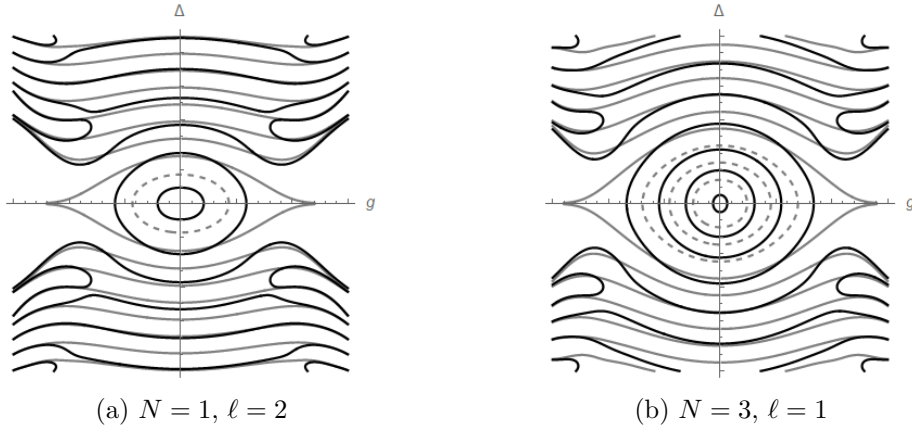 Δ
Δ
g
g
(a) N = 1, ℓ = 2
(b) N = 3, ℓ = 1